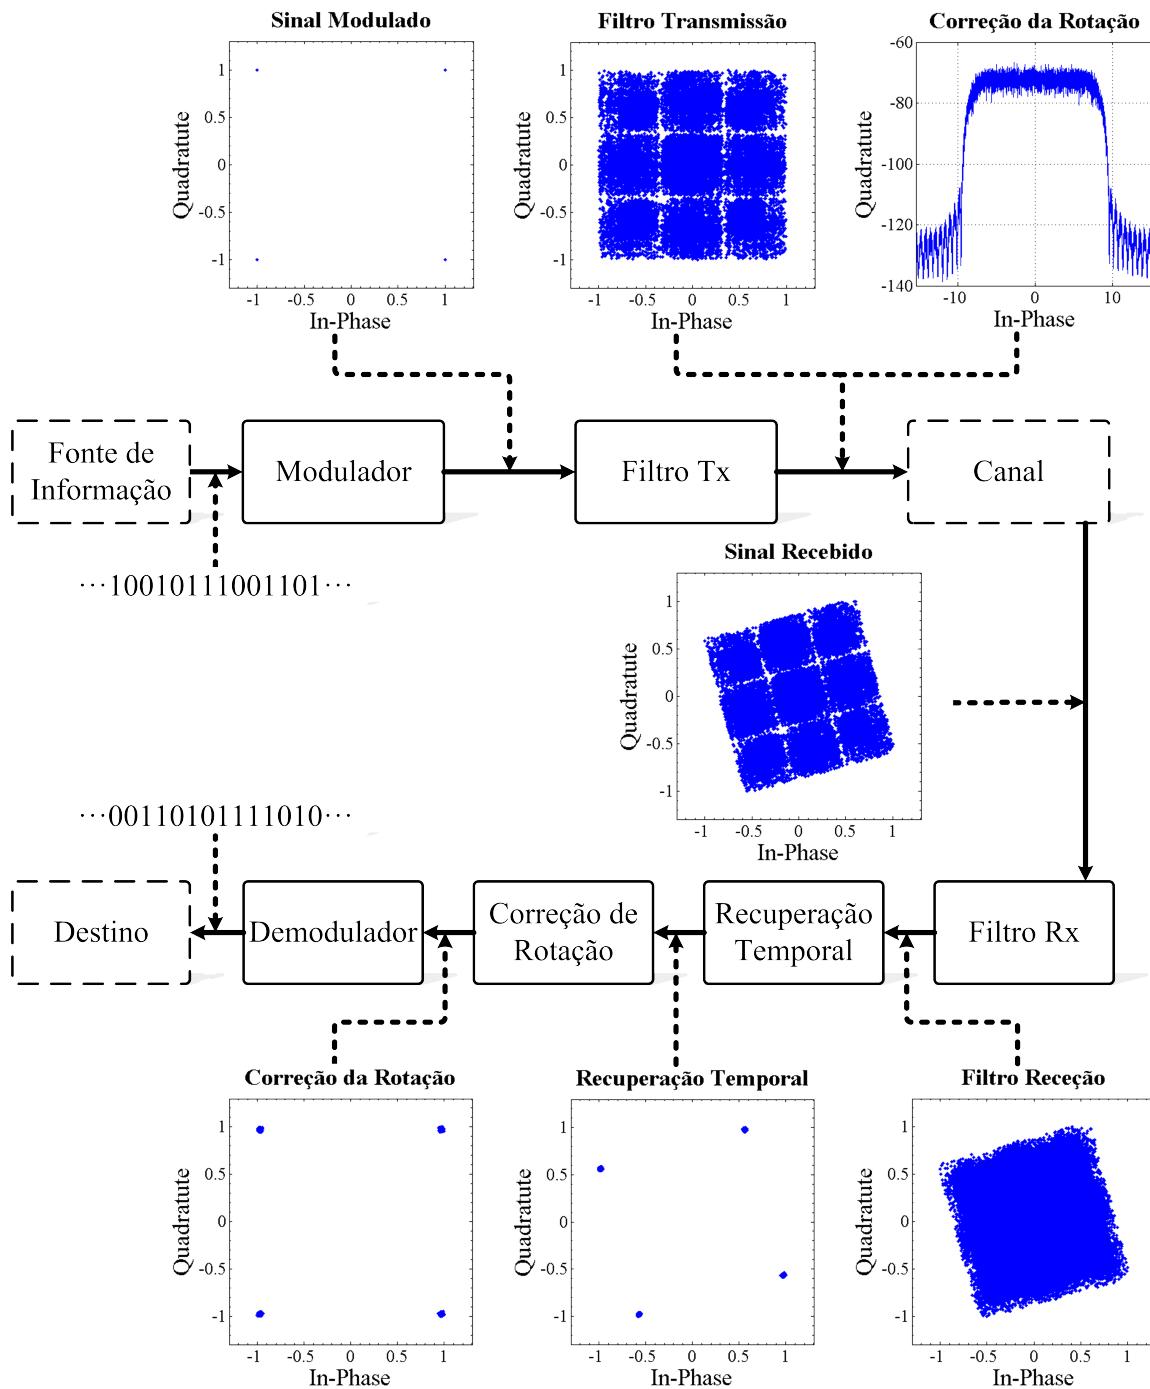 Sinal Modulado
Filtro Transmissão
Correção da Rotação
1
0.5
0
-0.5
-1
Quadratute
-1
-0.5
0
0.5
1
In-Phase
1
0.5
0
-0.5
-1
Quadratute
-1
-0.5
0
0.5
1
In-Phase
-60
-80
-100
-120
-140
Quadratute
-10
0
10
In-Phase
Fonte de
Informação
Modulador
Filtro Tx
Canal
···10010111001101···
Sinal Recebido
1
0.5
0
-0.5
-1
Quadratute
-1
-0.5
0
0.5
1
In-Phase
···00110101111010···
Destino
Demodulador
Correção de
Rotação
Recuperação
Temporal
Filtro Rx
Correção da Rotação
Recuperação Temporal
Filtro Receção
1
0.5
0
-0.5
-1
Quadratute
-1
-0.5
0
0.5
1
In-Phase
1
0.5
0
-0.5
-1
Quadratute
-1
-0.5
0
0.5
1
In-Phase
1
0.5
0
-0.5
-1
Quadratute
-1
-0.5
0
0.5
1
In-Phase